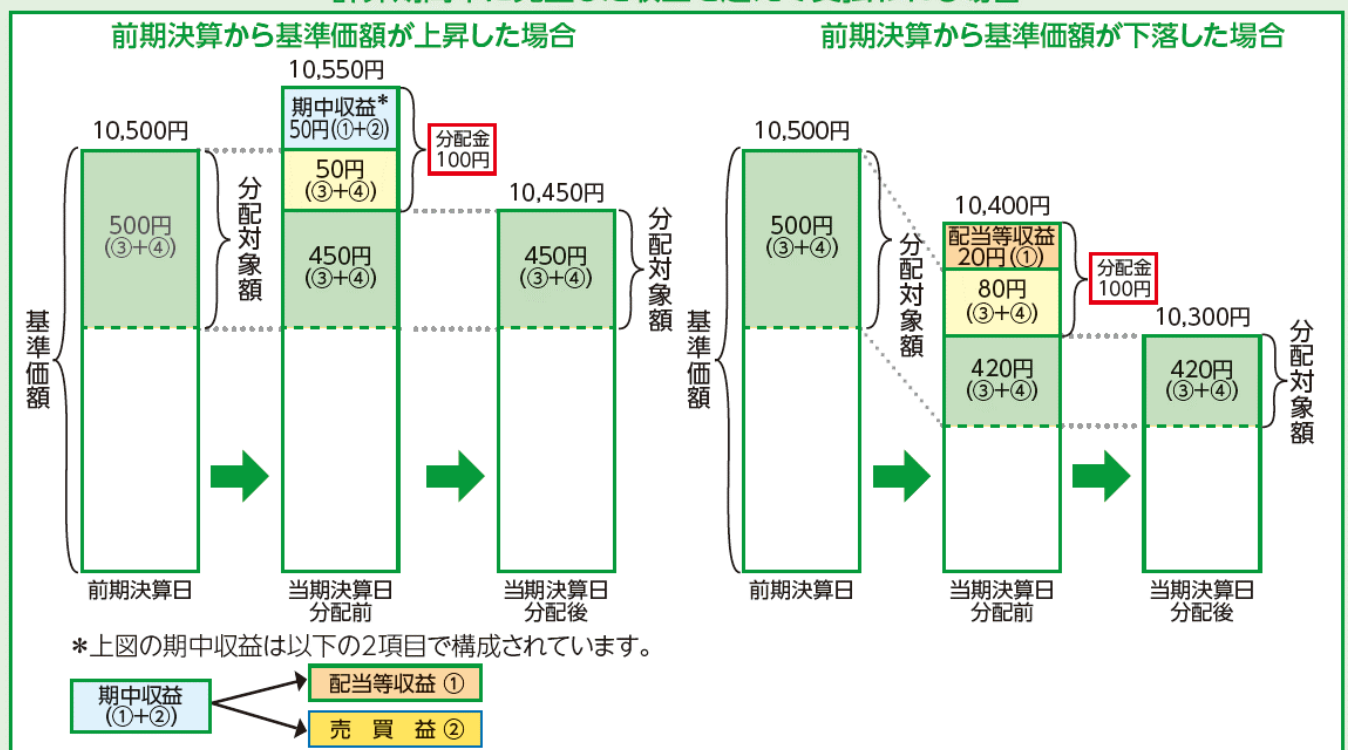 前期決算から基準価額が上昇した場合
10,500円
500円
(③+④)
分配対象額
基準価額
10,550円
期中収益*
50円(①+②)
50円
(③+④)
450円
(③+④)
分配金
100円
10,450円
450円
(③+④)
分配対象額
前期決算日
当期決算日
分配前
当期決算日
分配後
前期決算から基準価額が下落した場合
10,500円
500円
(③+④)
分配対象額
基準価額
10,400円
配当等収益
20円(①)
80円
(③+④)
420円
(③+④)
分配金
100円
10,300円
420円
(③+④)
分配対象額
前期決算日
当期決算日
分配前
当期決算日
分配後
*上図の期中収益は以下の2項目で構成されています。
期中収益
(①+②)
配当等収益 ①
売 買 益 ②